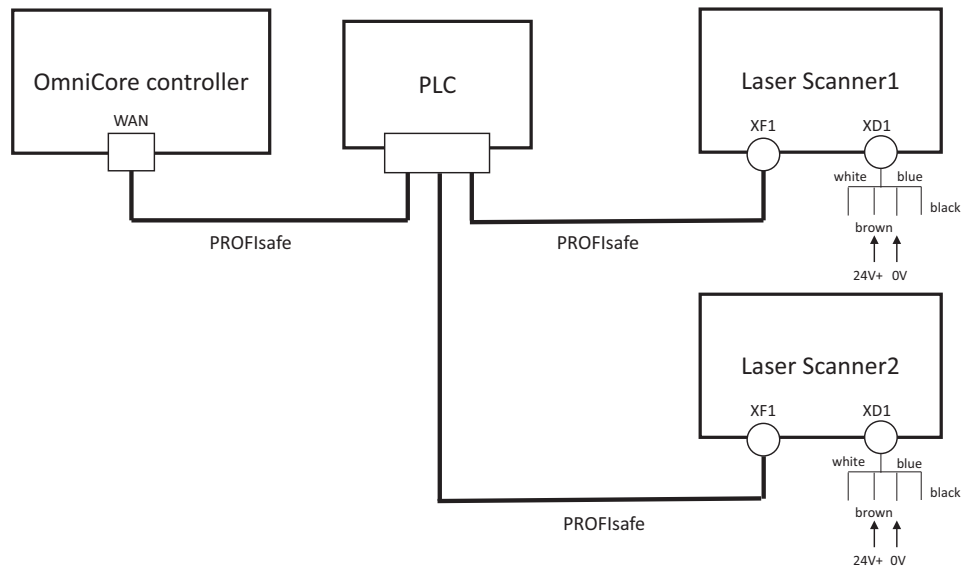 OmniCore controller
WAN
PLC
Laser Scanner1
XF1
XD1
white
blue
black
brown
24V+
0V
PROFIsafe
PROFIsafe
Laser Scanner2
XF1
XD1
white
blue
black
brown
24V+
0V
PROFIsafe